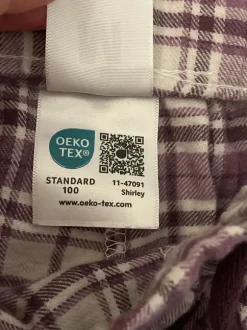 OEKO
TEX®
STANDARD
100
11-47091
Shirley
www.oeko-tex.com